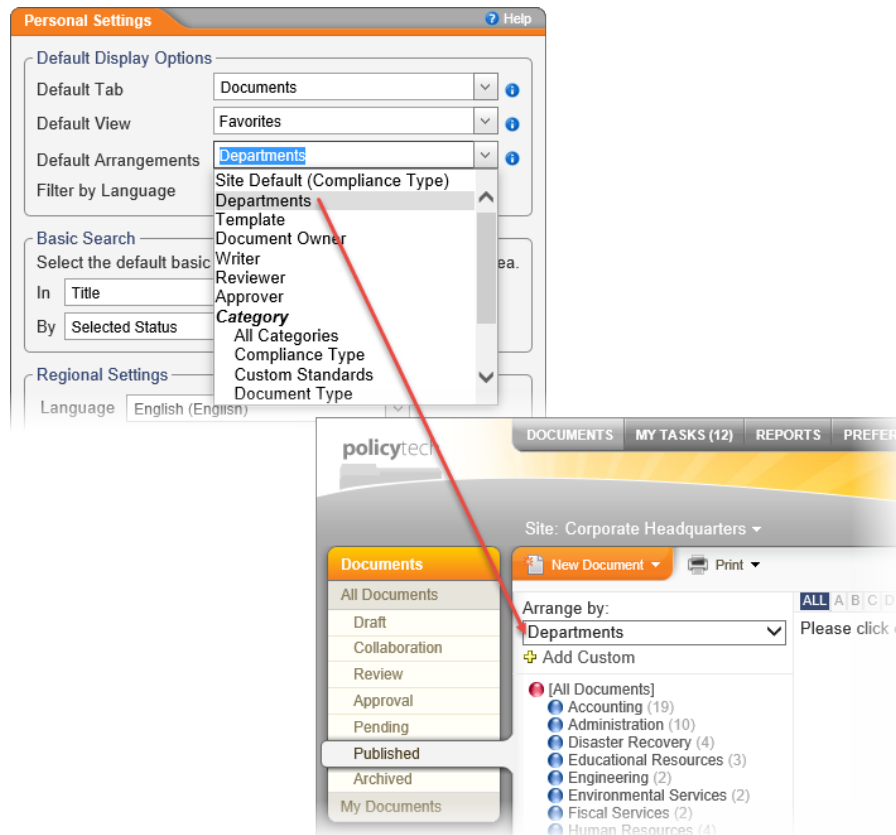 Personal Settings
Help
Default Display Options
Default Tab
Documents
Default View
Favorites
Default Arrangements
Departments
Filter by Language
Site Default (Compliance Type)
Departments
Template
Document Owner
Writer
Reviewer
Approver
Category
All Categories
Compliance Type
Custom Standards
Document Type
Basic Search
Select the default basic
ea.
In
Title
By
Selected Status
Regional Settings
Language
English (English)
policytech
DOCUMENTS
MY TASKS (12)
REPORTS
PREFER
Site: Corporate Headquarters
Documents
All Documents
Draft
Collaboration
Review
Approval
Pending
Published
Archived
My Documents
New Document
Print
Arrange by:
Departments
Add Custom
[All Documents]
Accounting (19)
Administration (10)
Disaster Recovery (4)
Educational Resources (3)
Engineering (2)
Environmental Services (2)
Fiscal Services (2)
Human Resources (4)
ALL A B C D
Please click